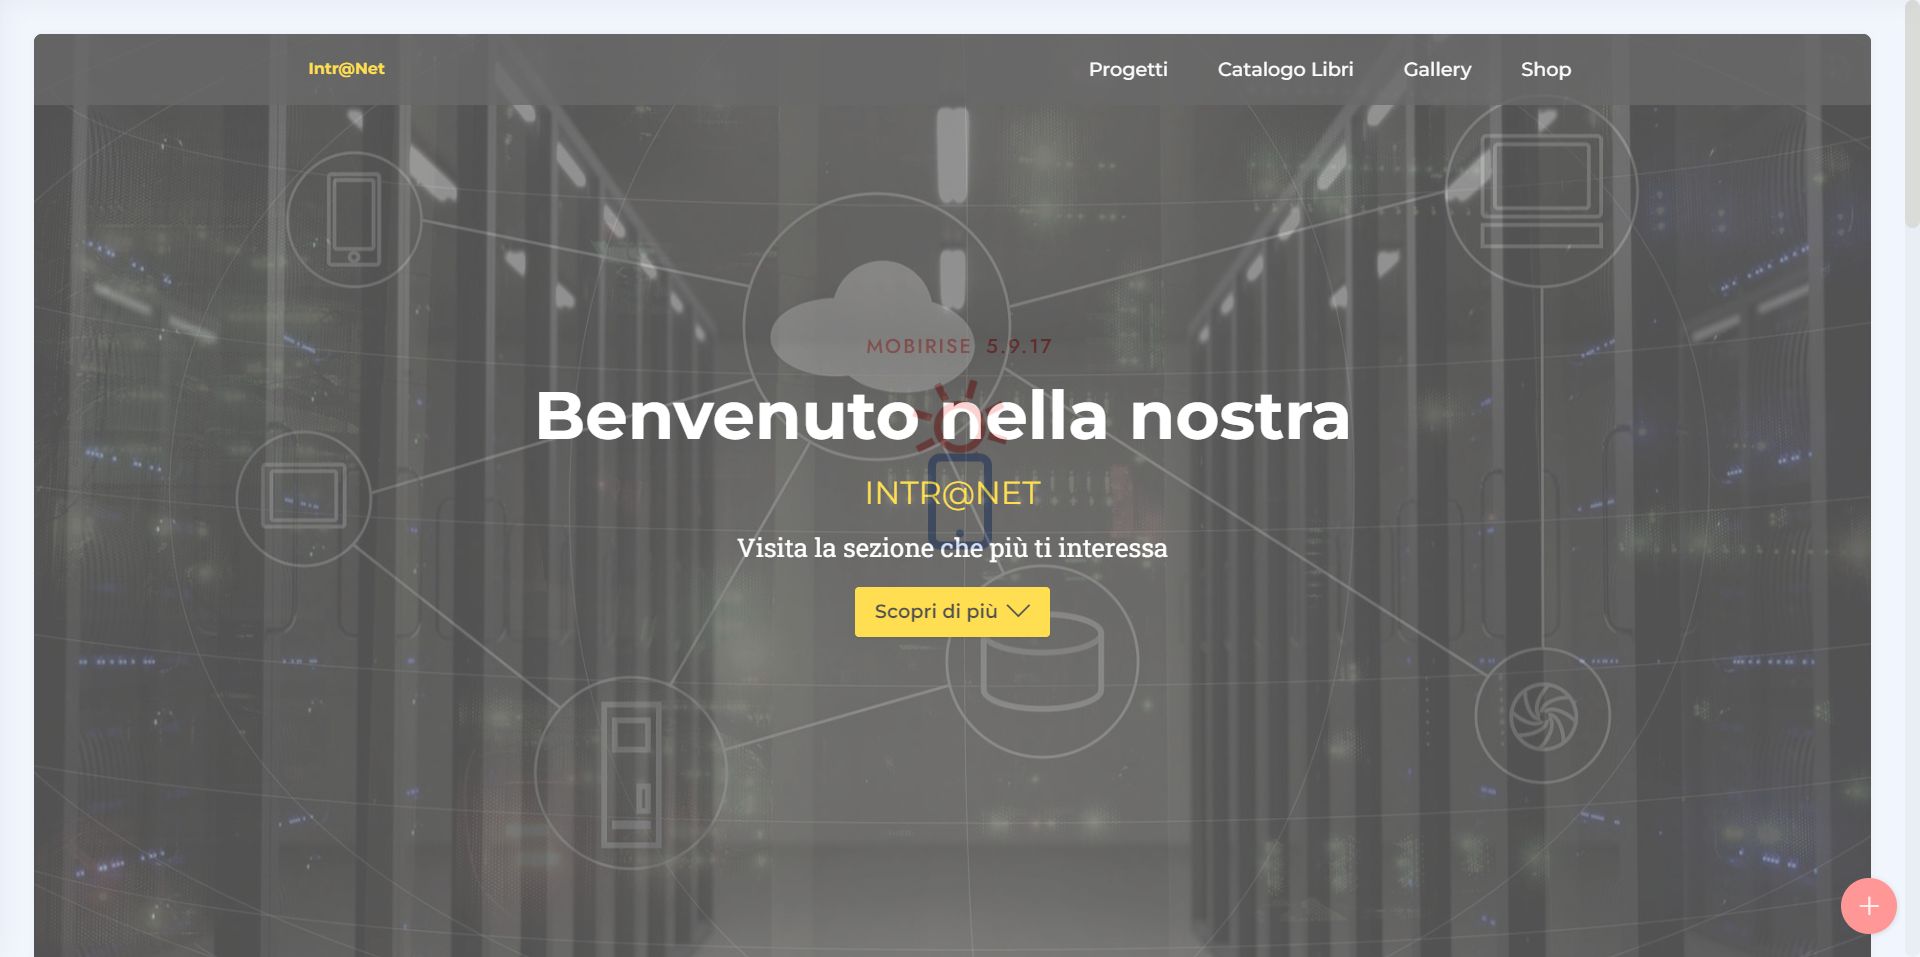 Intr@Net
Progetti
Catalogo Libri
Gallery
Shop
MOBIRISE 5.9.17
Benvenuto nella nostra
INTR@NET
Visita la sezione che più ti interessa
Scopri di più